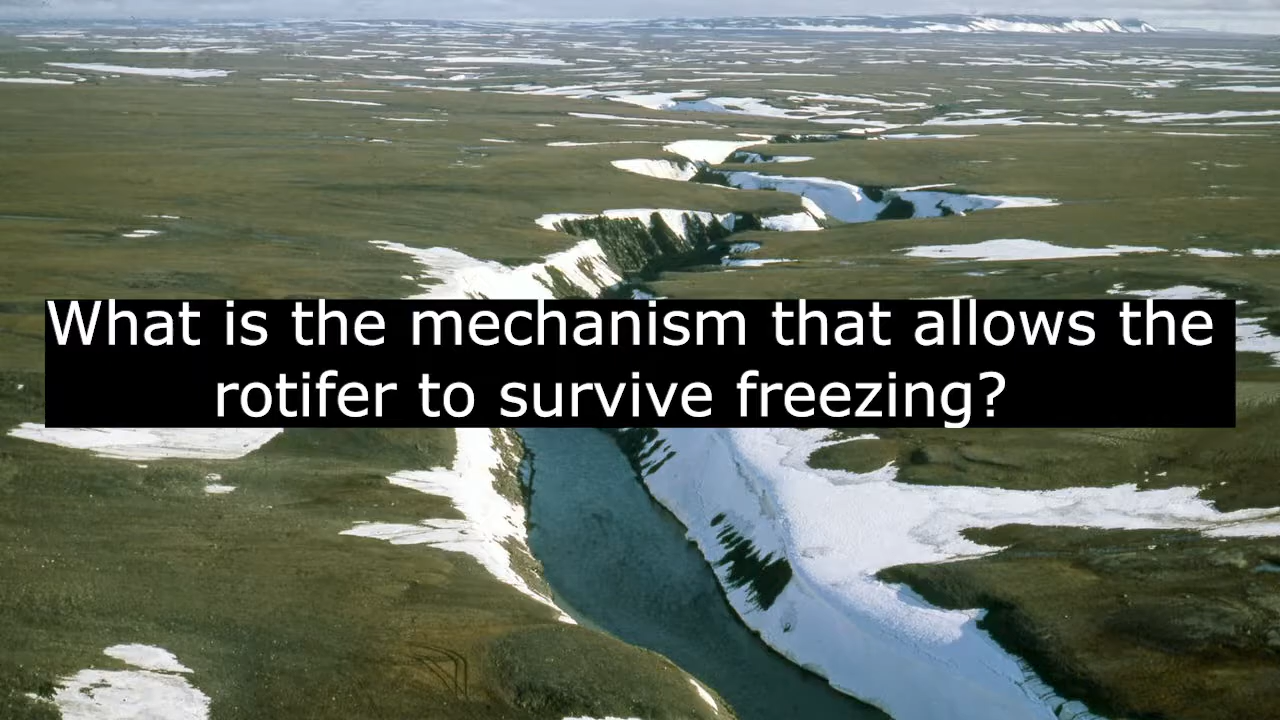 What is the mechanism that allows the
rotifer to survive freezing?